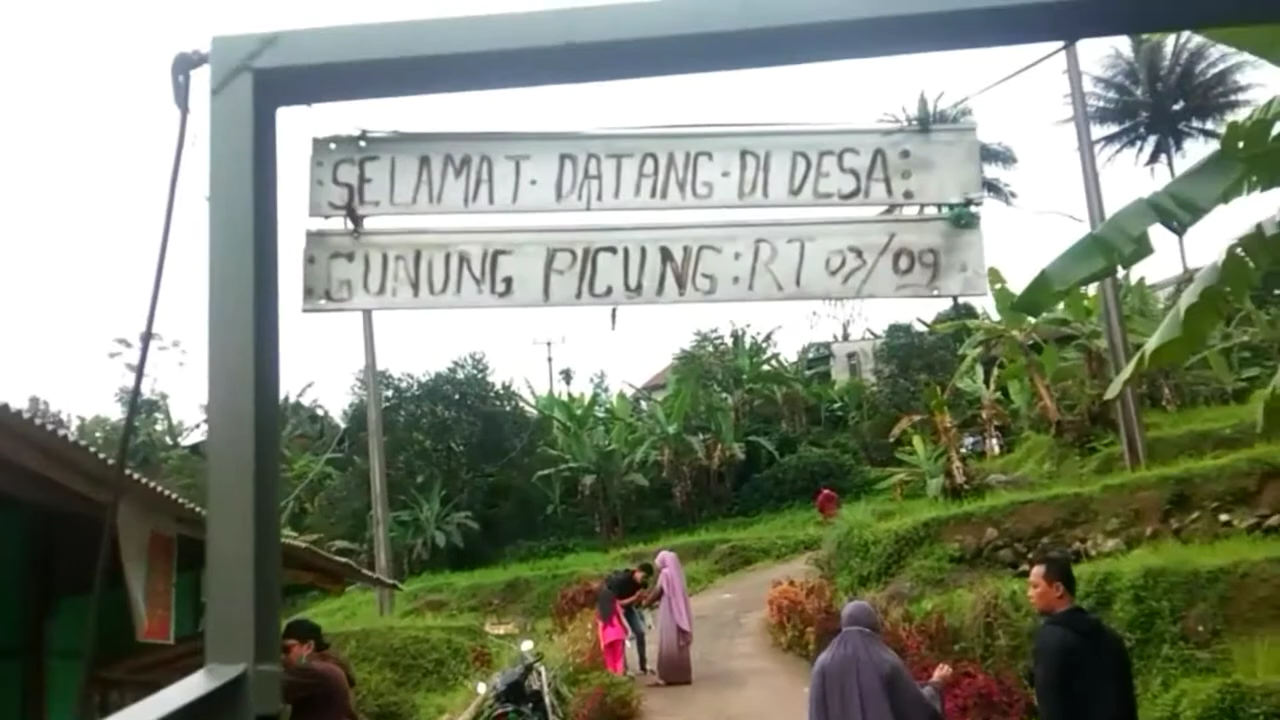 :SELAMAT· DATANG·DI DESA:
:GUNUNG PICUNG:RT 03/09